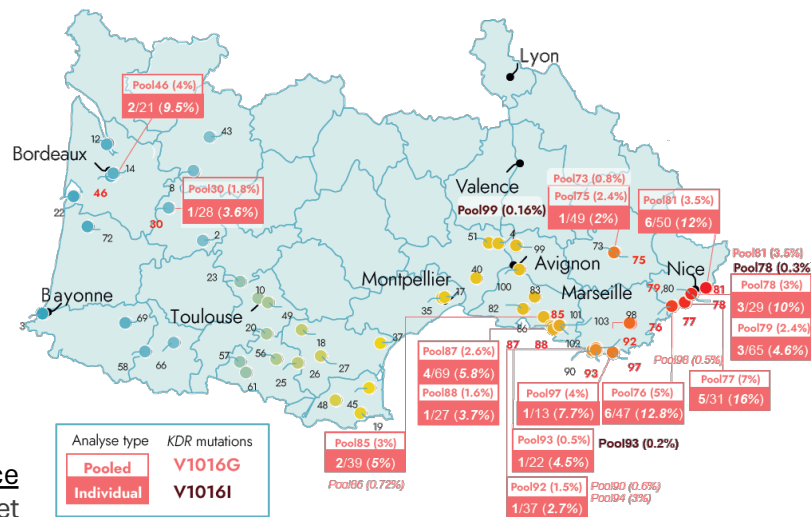 Lyon
Pool46 (4%)
2/21 (9.5%)
43
12
Bordeaux
14
46
8
Pool30 (1.8%)
1/28 (3.6%)
30
22
72
2
Valence
Pool73 (0.8%)
Pool75 (2.4%)
1/49 (2%)
Pool99 (0.16%)
Pool81 (3.5%)
6/50 (12%)
51
4
99
73
75
Avignon
Nice
Pool81 (3.5%)
Pool78 (0.3%)
23
40
100
79
80
81
78
Pool78 (3%)
3/29 (10%)
Bayonne
3
10
Toulouse
Montpellier
17
35
83
82
Marseille
85
101
86
103
98
76
77
Pool79 (2.4%)
3/65 (4.6%)
69
49
20
18
37
87
88
102
90
92
93
97
Pool98 (0.5%)
58
66
57
61
56
25
26
27
Pool87 (2.6%)
4/69 (5.8%)
Pool88 (1.6%)
1/27 (3.7%)
Pool97 (4%)
1/13 (7.7%)
Pool76 (5%)
6/47 (12.8%)
Pool77 (7%)
5/31 (16%)
48
45
19
Analyse type
KDR mutations
Pooled
V1016G
Individual
V1016I
Pool85 (3%)
2/39 (5%)
Pool86 (0.72%)
Pool93 (0.5%)
1/22 (4.5%)
Pool93 (0.2%)
Pool92 (1.5%)
1/37 (2.7%)
Pool90 (0.6%)
Pool94 (3%)
ce
et